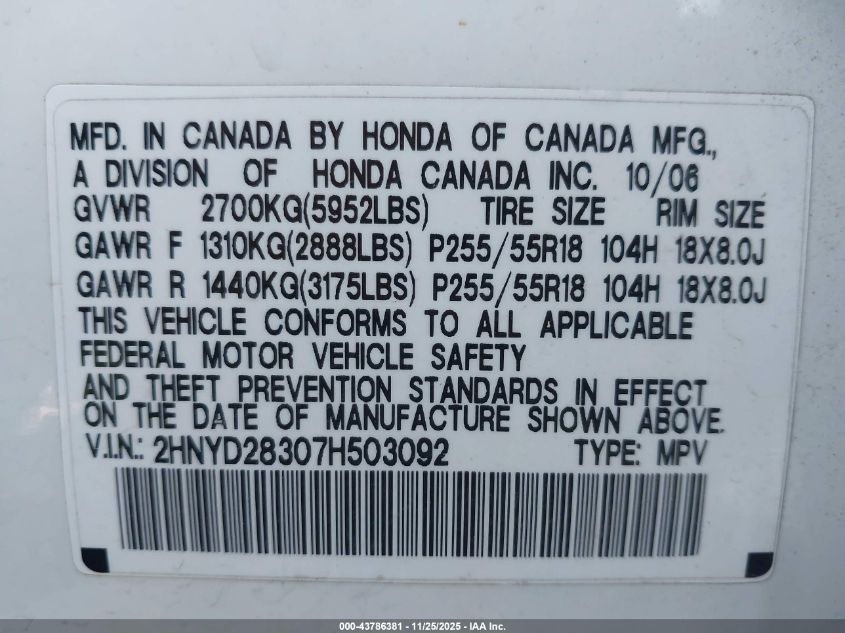 MFD. IN CANADA BY HONDA OF CANADA MFG.,
A DIVISION OF HONDA CANADA INC. 10/06
GVWR 2700KG(5952LBS) TIRE SIZE RIM SIZE
GAWR F 1310KG(2888LBS) P255/55R18 104H 18X8.0J
GAWR R 1440KG(3175LBS) P255/55R18 104H 18X8.0J
THIS VEHICLE CONFORMS TO ALL APPLICABLE
FEDERAL MOTOR VEHICLE SAFETY
AND THEFT PREVENTION STANDARDS IN EFFECT
ON THE DATE OF MANUFACTURE SHOWN ABOVE.
V.I.N.: 2HNYD28307H503092 TYPE: MPV
000-43786381 - 11/25/2025 - IAA Inc.